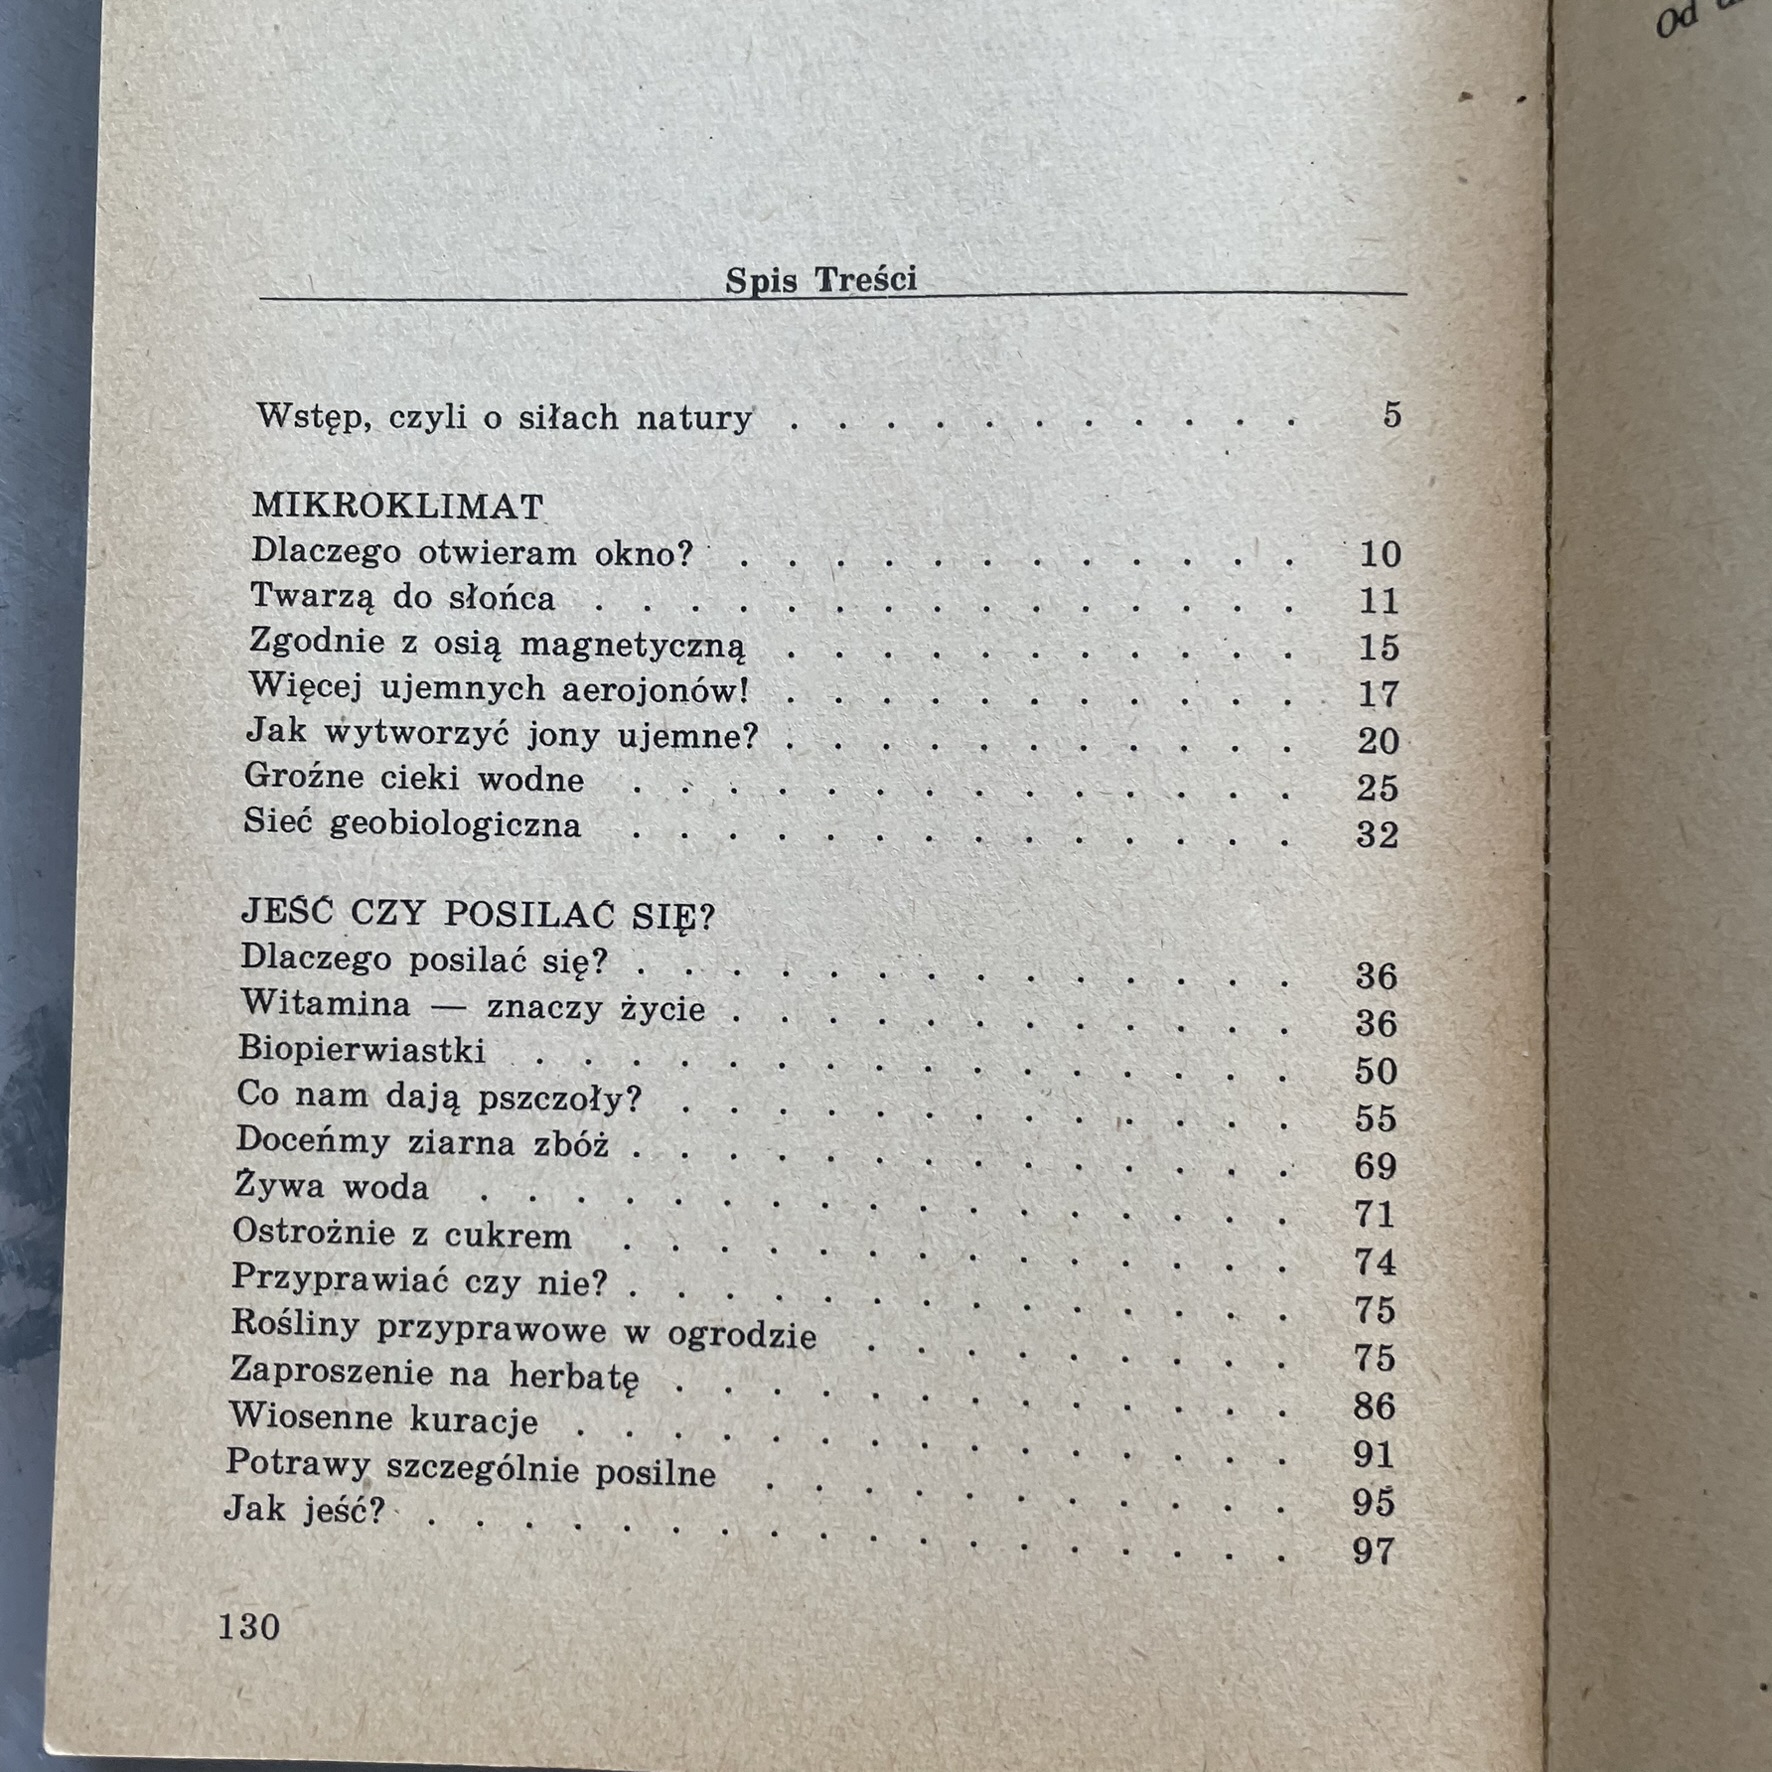 Od
Spis Treści
Wstęp, czyli o siłach natury . . . . . . . . . . . 5
MIKROKLIMAT
Dlaczego otwieram okno? . . . . . . . . . . . . 10
Twarzą do słońca . . . . . . . . . . . . . . . 11
Zgodnie z osią magnetyczną . . . . . . . . . . . 15
Więcej ujemnych aerojonów! . . . . . . . . . . . 17
Jak wytworzyć jony ujemne? . . . . . . . . . . . 20
Groźne cieki wodne . . . . . . . . . . . . . . 25
Sieć geobiologiczna . . . . . . . . . . . . . . 32
JEŚĆ CZY POSILAĆ SIĘ?
Dlaczego posilać się? . . . . . . . . . . . . . . 36
Witamina — znaczy życie . . . . . . . . . . . . 36
Biopierwiastki . . . . . . . . . . . . . . . . 50
Co nam dają pszczoły? . . . . . . . . . . . . . 55
Doceńmy ziarna zbóż . . . . . . . . . . . . . . 69
Żywa woda . . . . . . . . . . . . . . . . . 71
Ostrożnie z cukrem . . . . . . . . . . . . . . 74
Przyprawiać czy nie? . . . . . . . . . . . . . . 75
Rośliny przyprawowe w ogrodzie . . . . . . . . . 75
Zaproszenie na herbatę . . . . . . . . . . . . . 86
Wiosenne kuracje . . . . . . . . . . . . . . . 91
Potrawy szczególnie posilne . . . . . . . . . . . 95
Jak jeść? . . . . . . . . . . . . . . . . . . 97
130